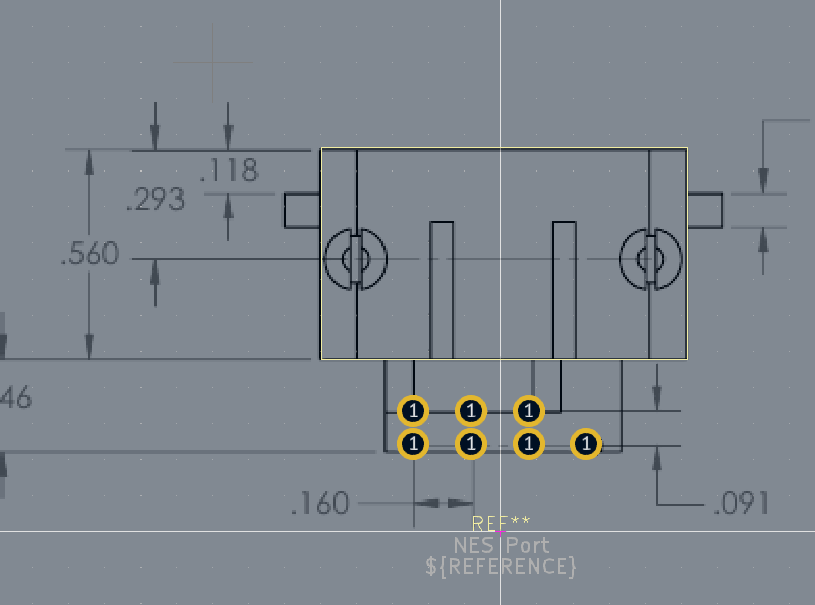 .118
.293
.560
46
1 1 1
1 1 1 1
.160
.091
REF**
NES Port
${REFERENCE}